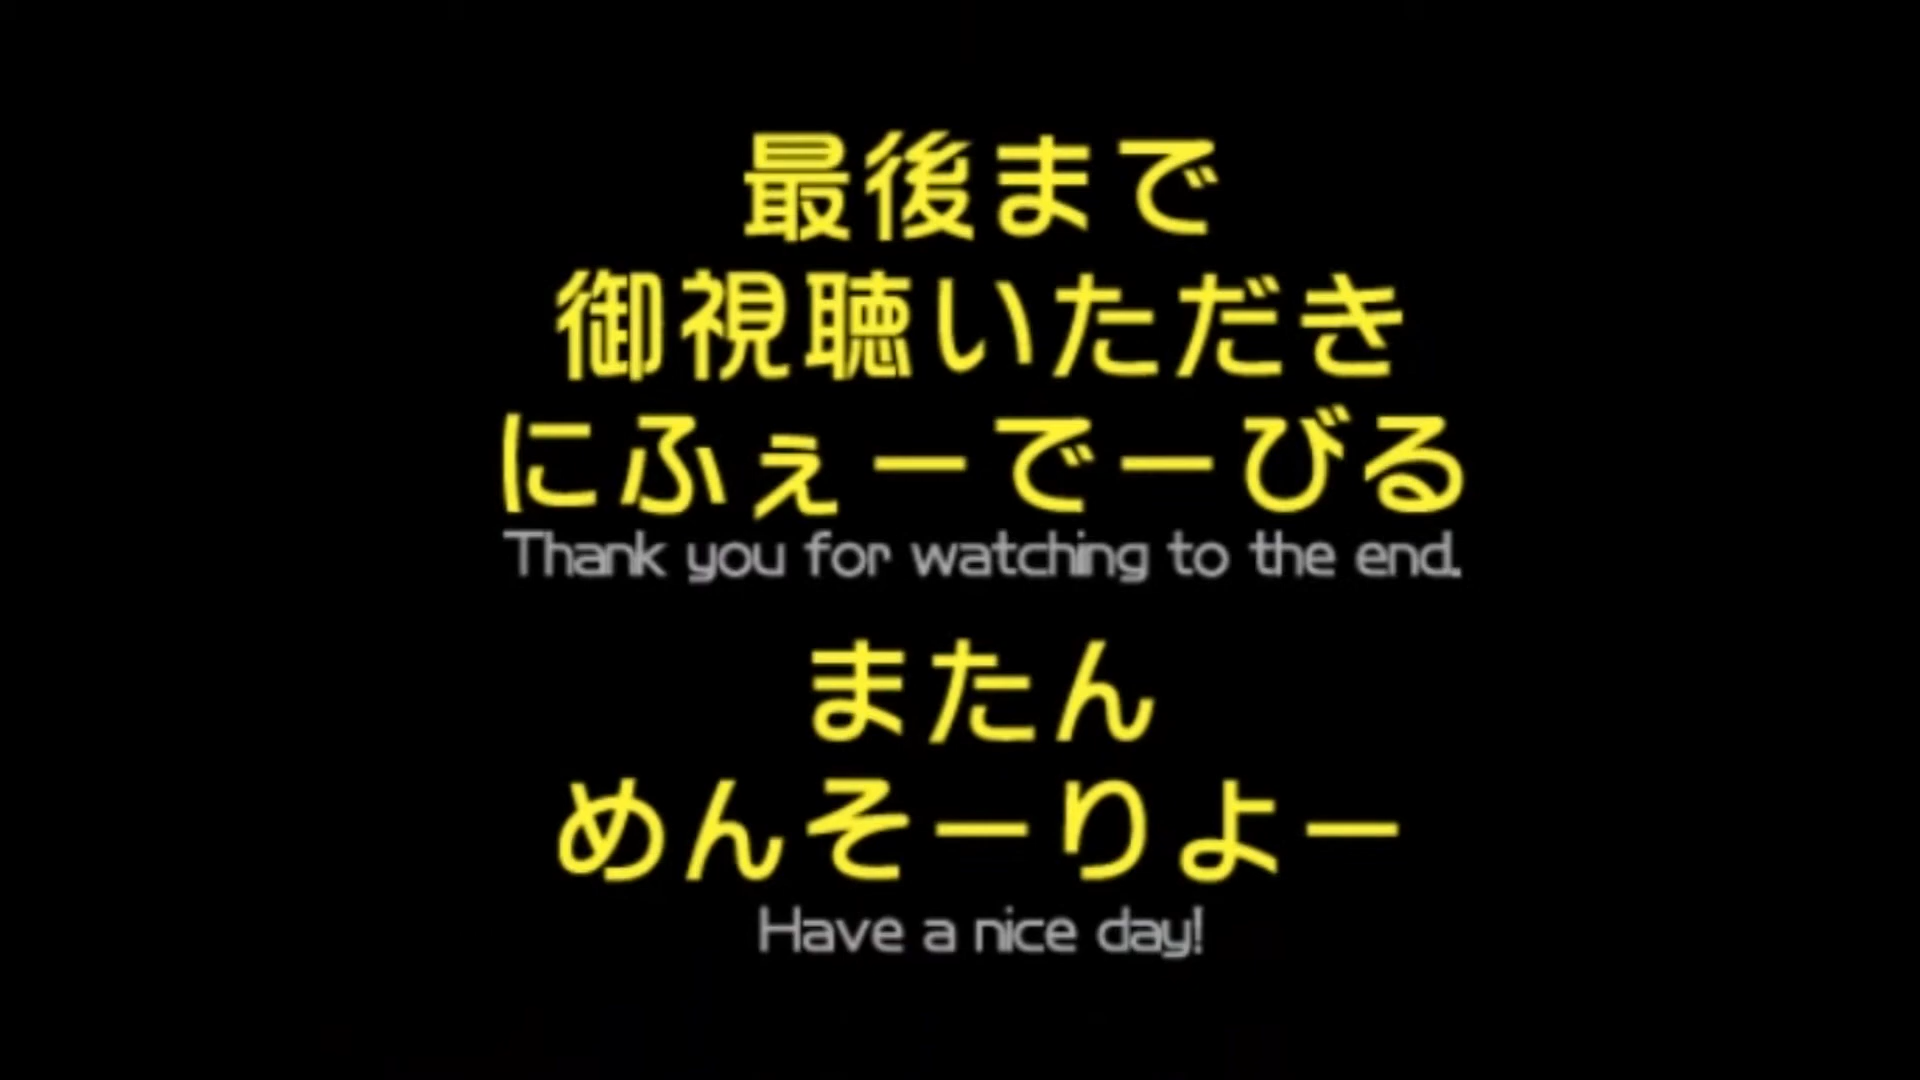 最後まで
御視聴いただき
にふぇーでーびる
Thank you for watching to the end.
またん
めんそーりよー
Have a nice day!